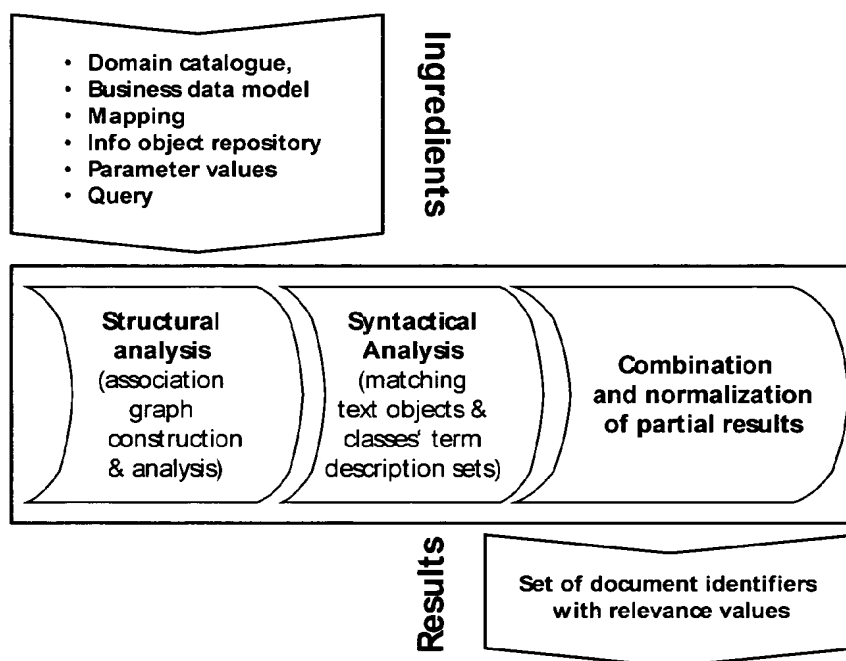 • Domain catalogue,
• Business data model
• Mapping
• Info object repository
• Parameter values
• Query
Ingredients
Structural
analysis
(association
graph
construction
& analysis)
Syntactical
Analysis
(matching
text objects &
classes‘ term
description sets)
Combination
and normalization
of partial results
Results
Set of document identifiers
with relevance values